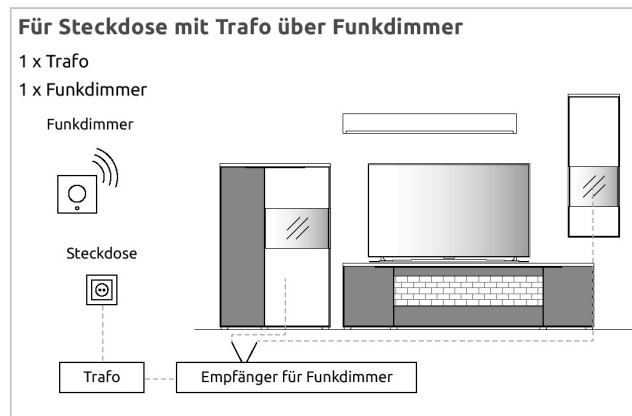 Für Steckdose mit Trafo über Funkdimmer
1 x Trafo
1 x Funkdimmer
Funkdimmer
Steckdose
Trafo
Empfänger für Funkdimmer